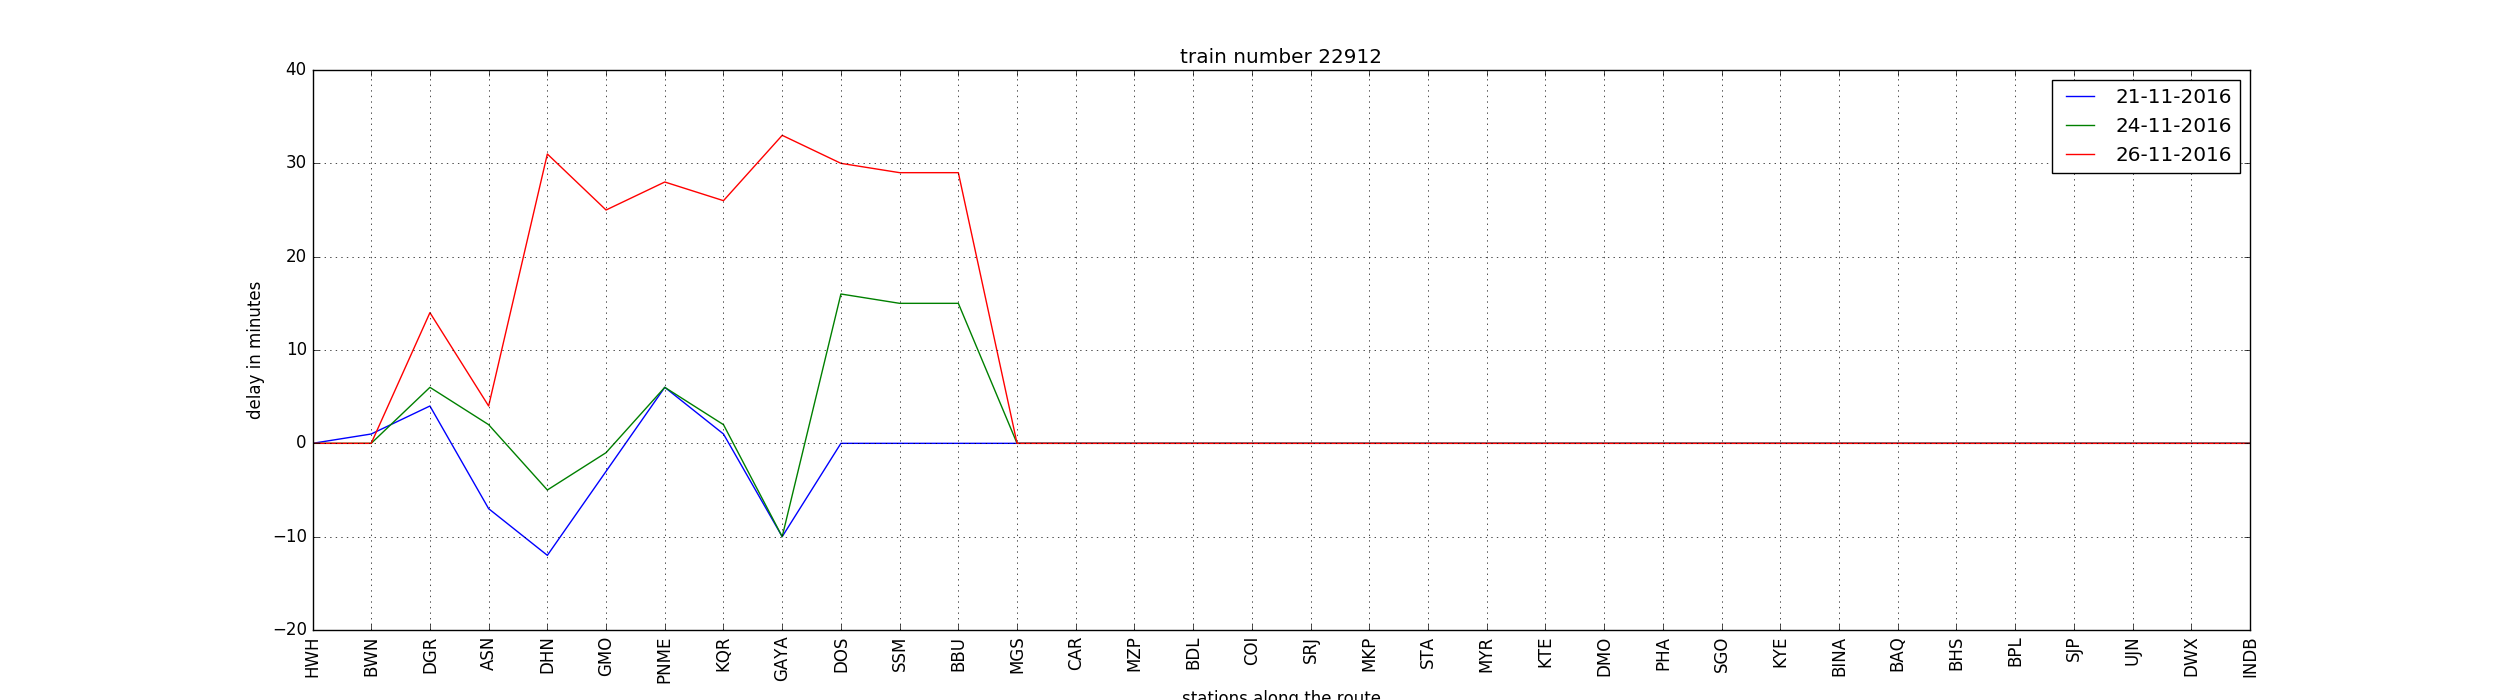 train number 22912
40
30
20
10
0
−10
−20
delay in minutes
21-11-2016
24-11-2016
26-11-2016
HWH
BWN
DGR
ASN
DHN
GMO
PNME
KQR
GAYA
DOS
SSM
BBU
MGS
CAR
MZP
BDL
COI
SRJ
MKP
STA
MYR
KTE
DMO
PHA
SGO
KYE
BINA
BAQ
BHS
BPL
SJP
UJN
DWX
INDB
stations along the route